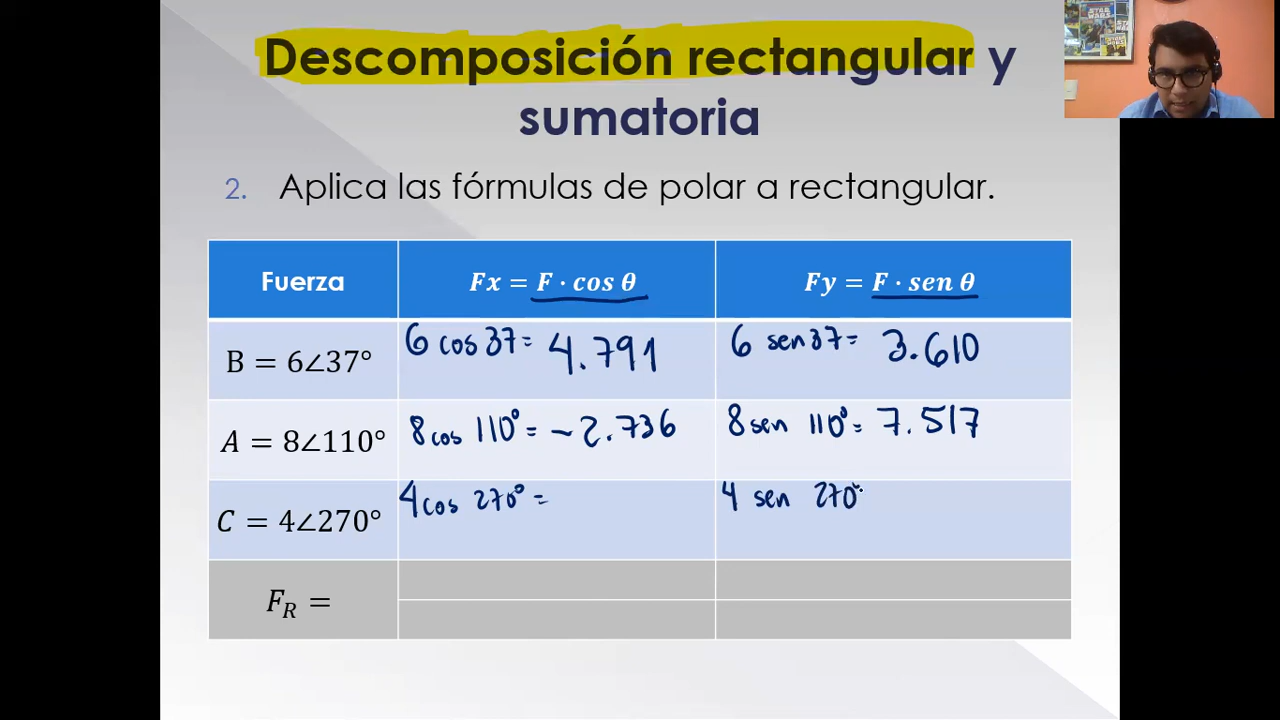 Descomposición rectangular y
sumatoria
2. Aplica las fórmulas de polar a rectangular.
Fuerza
Fx = F · cos θ
Fy = F · sen θ
B = 6∠37°
6 cos 37 = 4.791
6 sen 37 = 3.610
A = 8∠110°
8 cos 110° = -2.736
8 sen 110° = 7.517
C = 4∠270°
4 cos 270° =
4 sen 270°
F_R =
STAR WARS